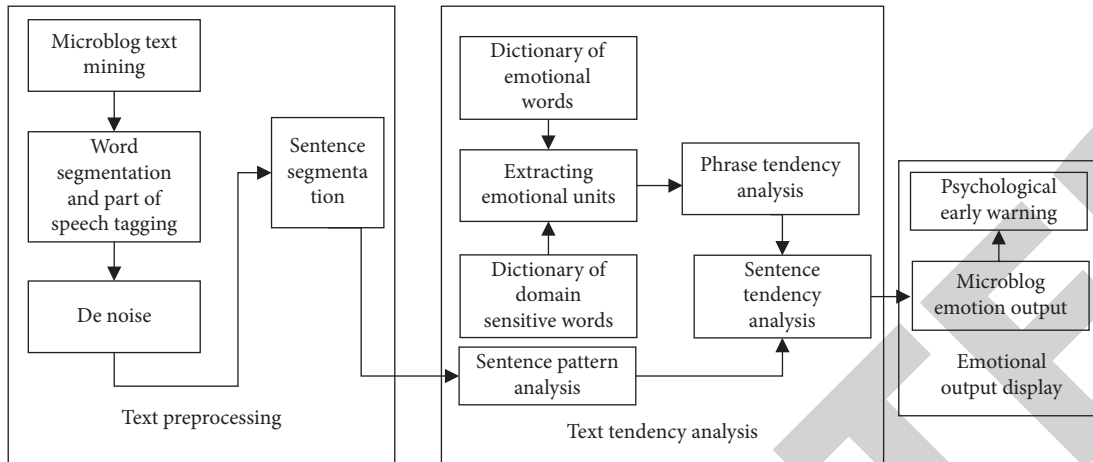 Microblog text
mining
Word
segmentation
and part of
speech tagging
De noise
Sentence
segmenta
tion
Text preprocessing
Dictionary of
emotional
words
Extracting
emotional units
Dictionary of
domain
sensitive words
Sentence pattern
analysis
Phrase tendency
analysis
Sentence
tendency
analysis
Text tendency analysis
Psychological
early warning
Microblog
emotion output
Emotional
output display